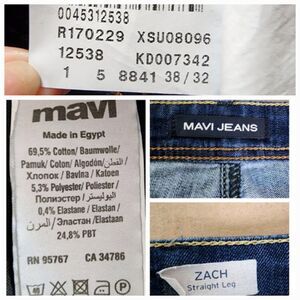 0045312538
R170229 XSU08096
12538 KD007342
1 5 8841 38/32
mavi
Made in Egypt
69,5% Cotton/Baumwolle/
Pamuk/ Coton/ Algodón/القطن/
Хлопок / Bavlna / Katoen
5,3% Polyester/ Poliester/
Полиэстер / البوليستر
0,4% Elastane / Elastan /
Эластан / إلاستان/ المرن
24,8% PBT
RN 95767 CA 34786
MAVI JEANS
ZACH
Straight Leg